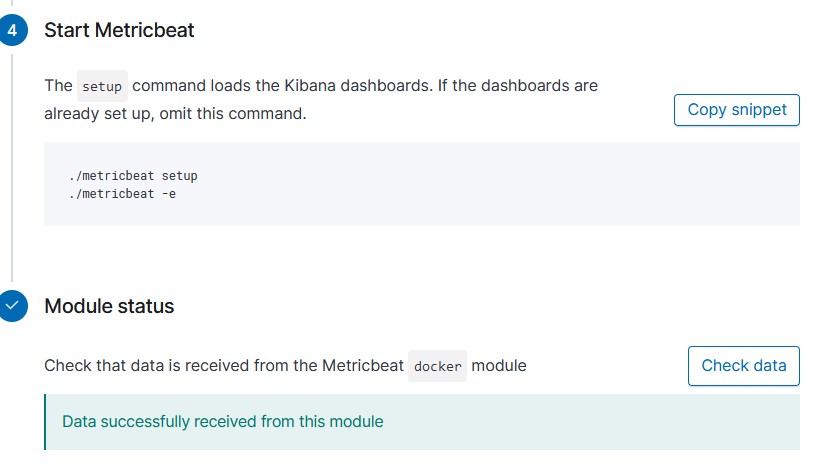 4
Start Metricbeat
The setup command loads the Kibana dashboards. If the dashboards are
already set up, omit this command.
Copy snippet
./metricbeat setup
./metricbeat -e
Module status
Check that data is received from the Metricbeat docker module
Check data
Data successfully received from this module